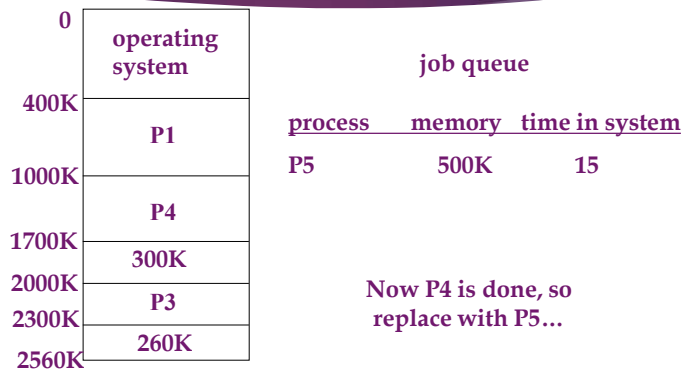 0
operating
system
400K
P1
1000K
P4
1700K
300K
2000K
P3
2300K
260K
2560K
job queue
process memory time in system
P5 500K 15
Now P4 is done, so
replace with P5…